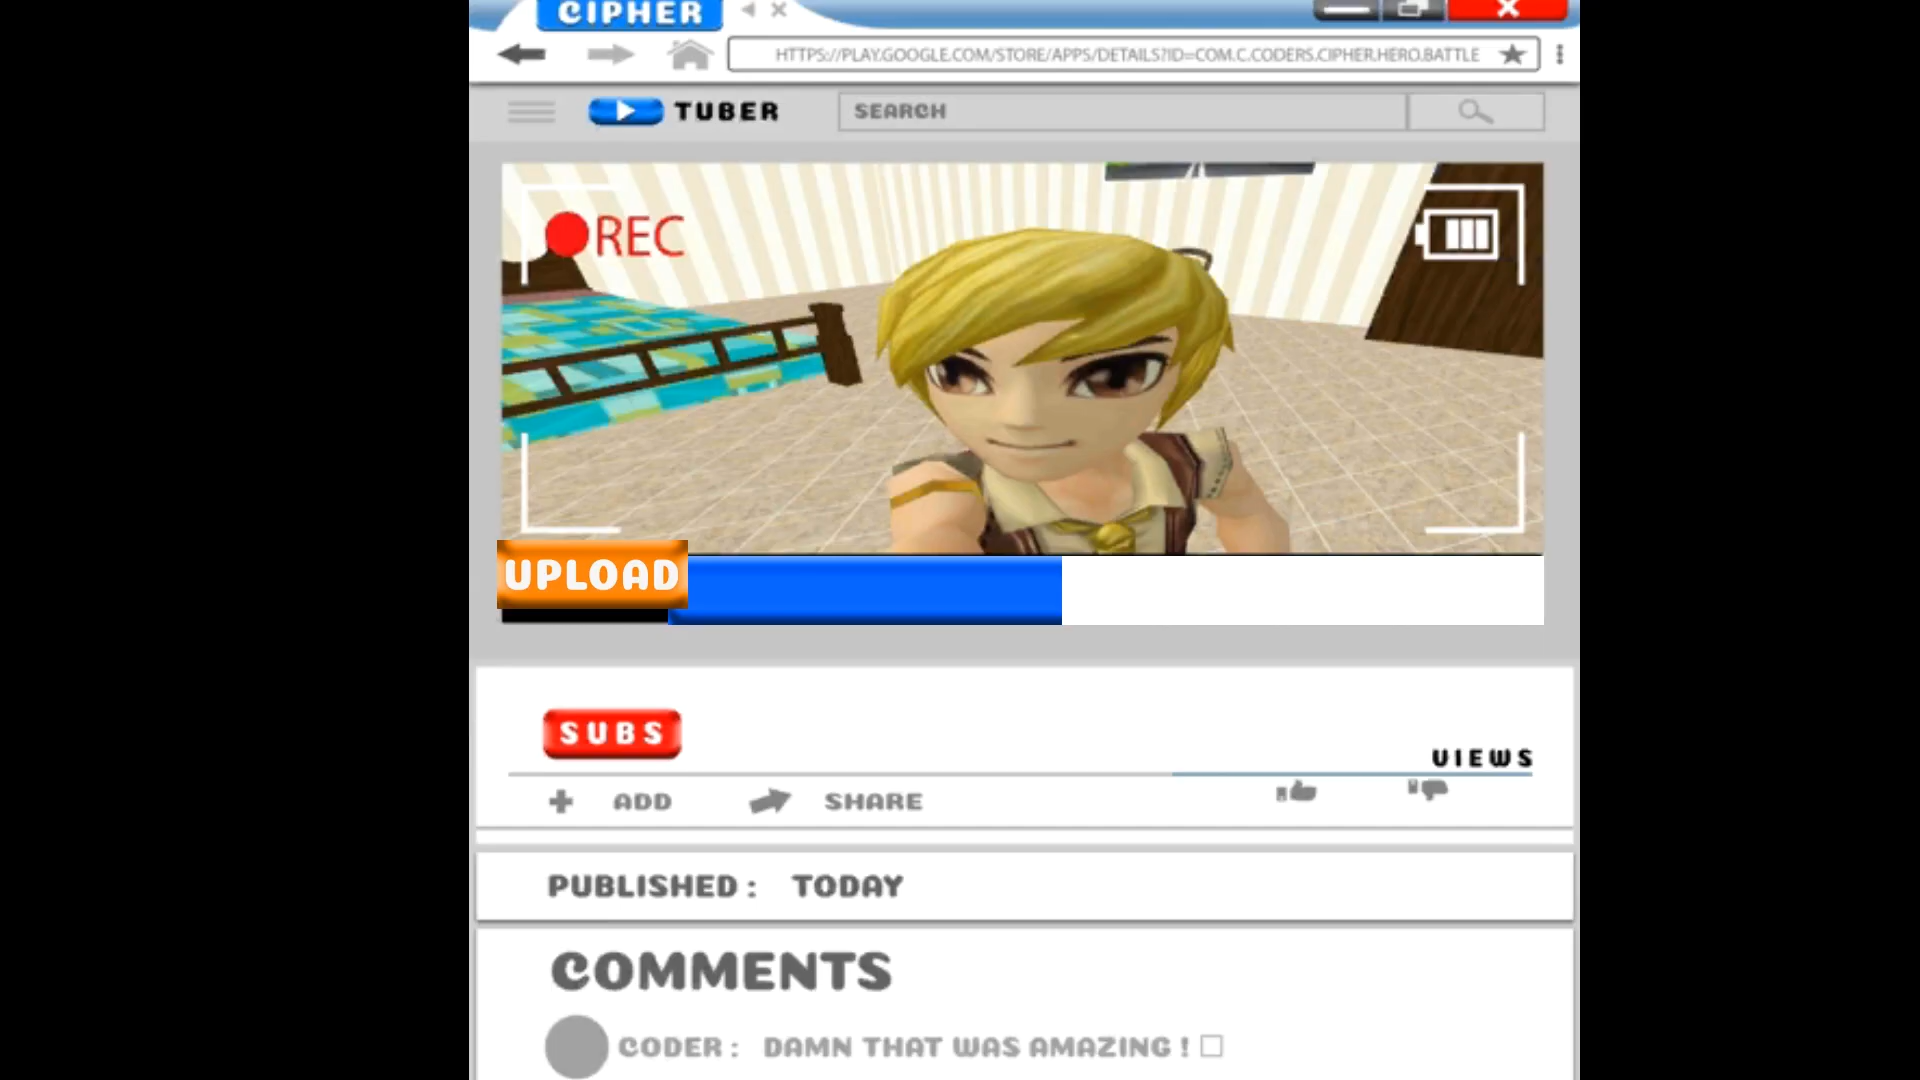 CIPHER
HTTPS://PLAY.GOOGLE.COM/STORE/APPS/DETAILS?ID=COM.C.CODERS.CIPHER.HERO.BATTLE
TUBER
SEARCH
REC
UPLOAD
SUBS
VIEWS
ADD SHARE
PUBLISHED : TODAY
COMMENTS
CODER : DAMN THAT WAS AMAZING ! □